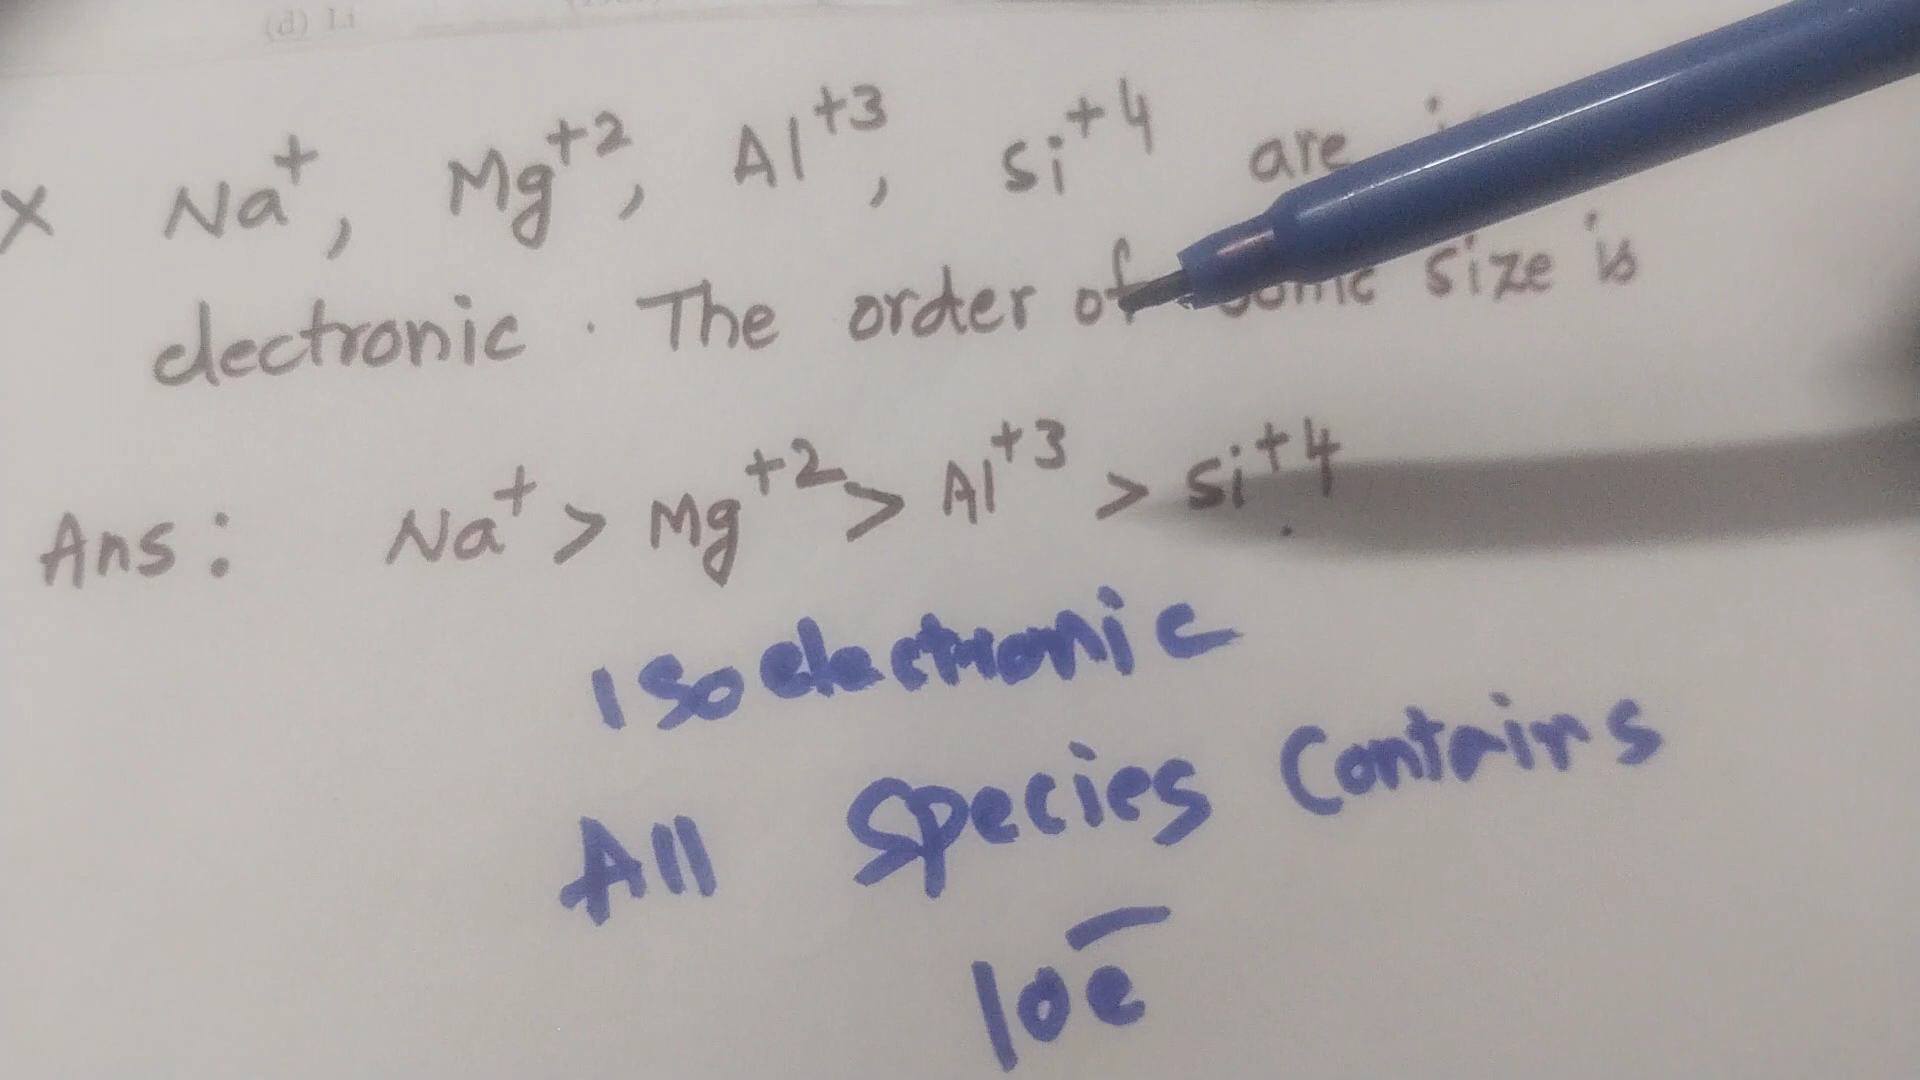 (d) Li
x Na⁺, Mg⁺², Al⁺³, Si⁺⁴ are
electronic. The order of size is
Ans: Na⁺ > Mg⁺² > Al⁺³ > Si⁺⁴
Isoelectronic
All Species Contains
10e̅